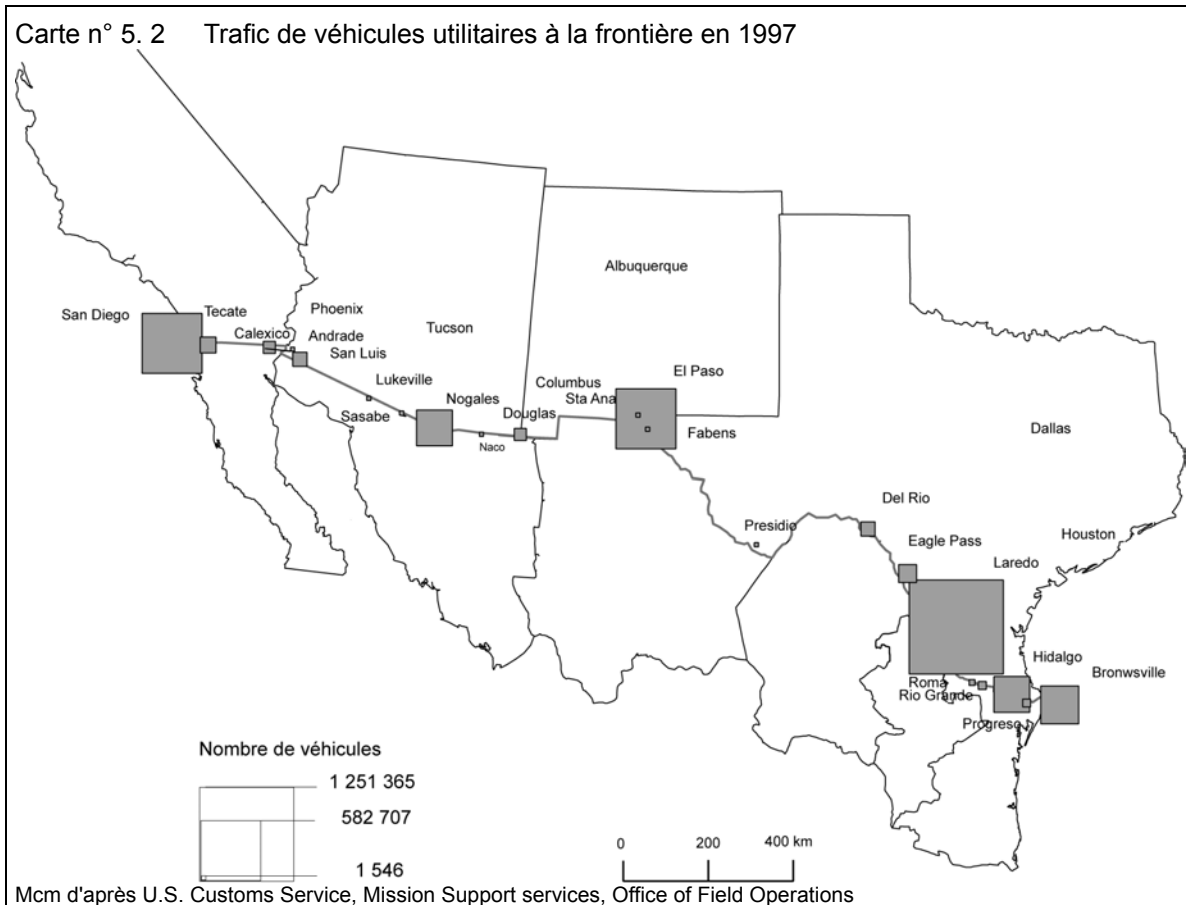 Carte n° 5. 2 Trafic de véhicules utilitaires à la frontière en 1997
Albuquerque
San Diego
Tecate
Phoenix
Calexico
Andrade
Tucson
San Luis
El Paso
Lukeville
Columbus
Sta Ana
Nogales
Sasabe
Douglas
Fabens
Dallas
Naco
Del Rio
Presidio
Houston
Eagle Pass
Laredo
Hidalgo
Bronwsville
Roma
Rio Grande
Progreso
Nombre de véhicules
1 251 365
582 707
1 546
0 200 400 km
Mcm d'après U.S. Customs Service, Mission Support services, Office of Field Operations